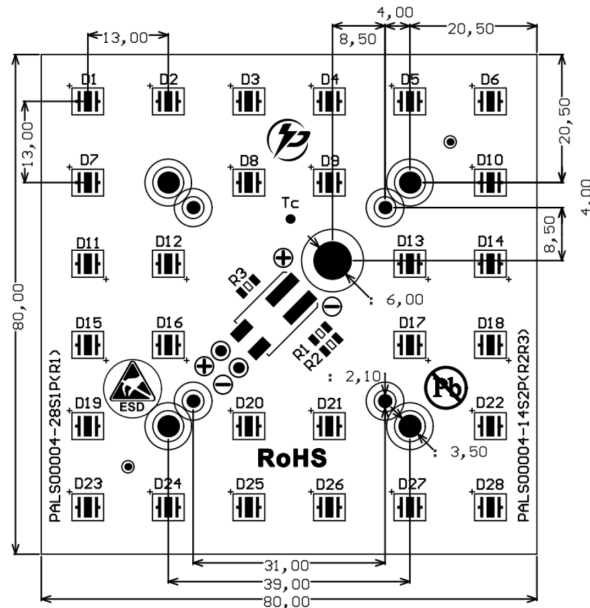 4,00
13,00
8,50
20,50
D1 D2 D3 D4 D5 D6
13,00
20,50
D7 D8 D9 D10
4,00
Tc
8,50
D11 D12 D13 D14
R3
: 6,00
80,00
D15 D16 D17 D18
R1
R2
: 2,10
Pb
ESD
D19 D20 D21 D22
: 3,50
RoHS
PALS00004-28S1P(R1)
PALS00004-14S2P(R2R3)
D23 D24 D25 D26 D27 D28
31,00
39,00
80,00